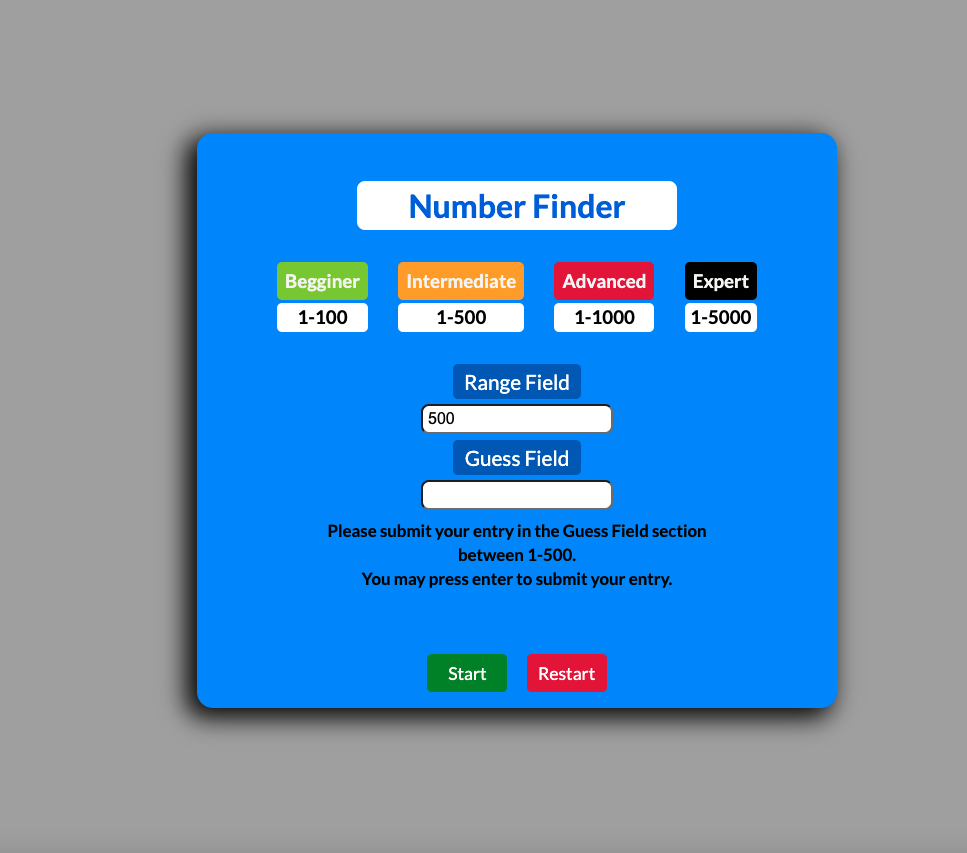 Number Finder
Begginer Intermediate Advanced Expert
1-100 1-500 1-1000 1-5000
Range Field
500
Guess Field
Please submit your entry in the Guess Field section
between 1-500.
You may press enter to submit your entry.
Start Restart